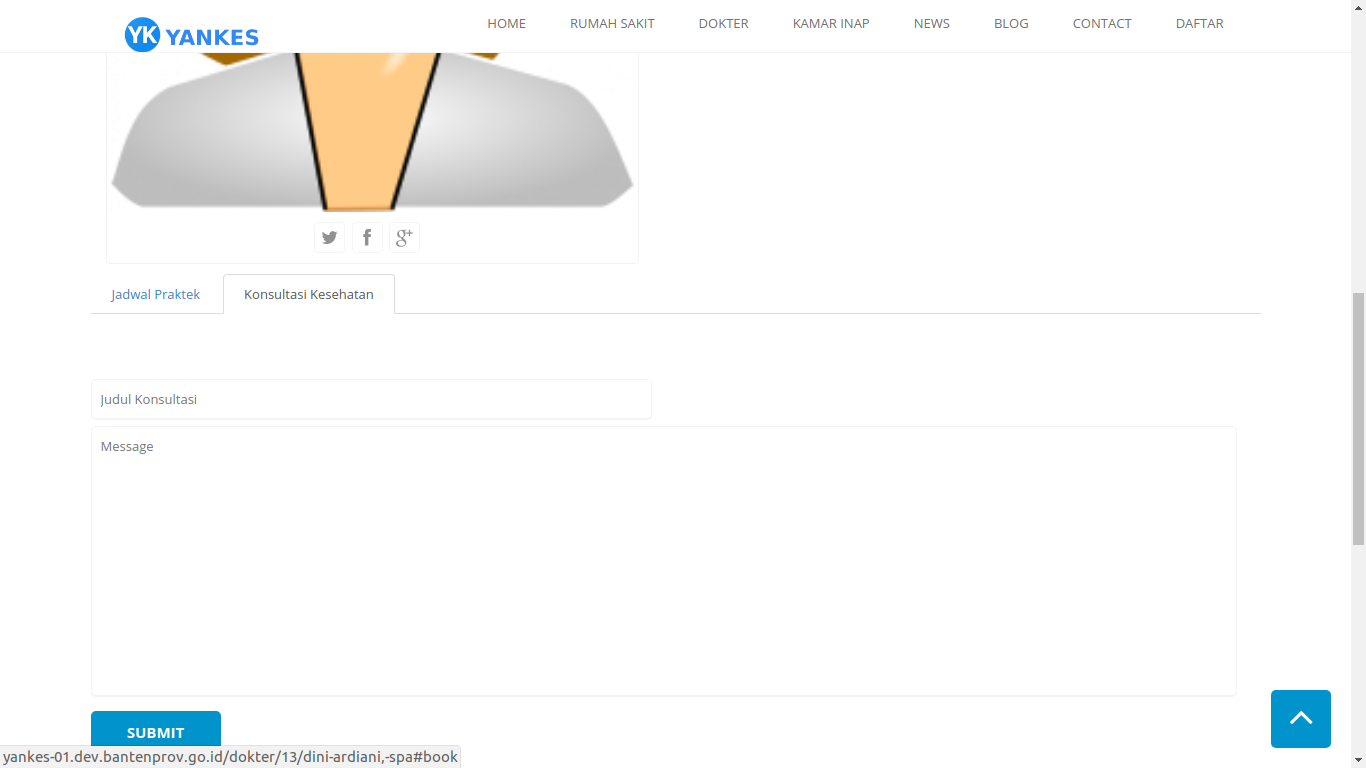 YK YANKES
HOME RUMAH SAKIT DOKTER KAMAR INAP NEWS BLOG CONTACT DAFTAR
Jadwal Praktek Konsultasi Kesehatan
Judul Konsultasi
Message
SUBMIT
yankes-01.dev.bantenprov.go.id/dokter/13/dini-ardiani,-spa#book